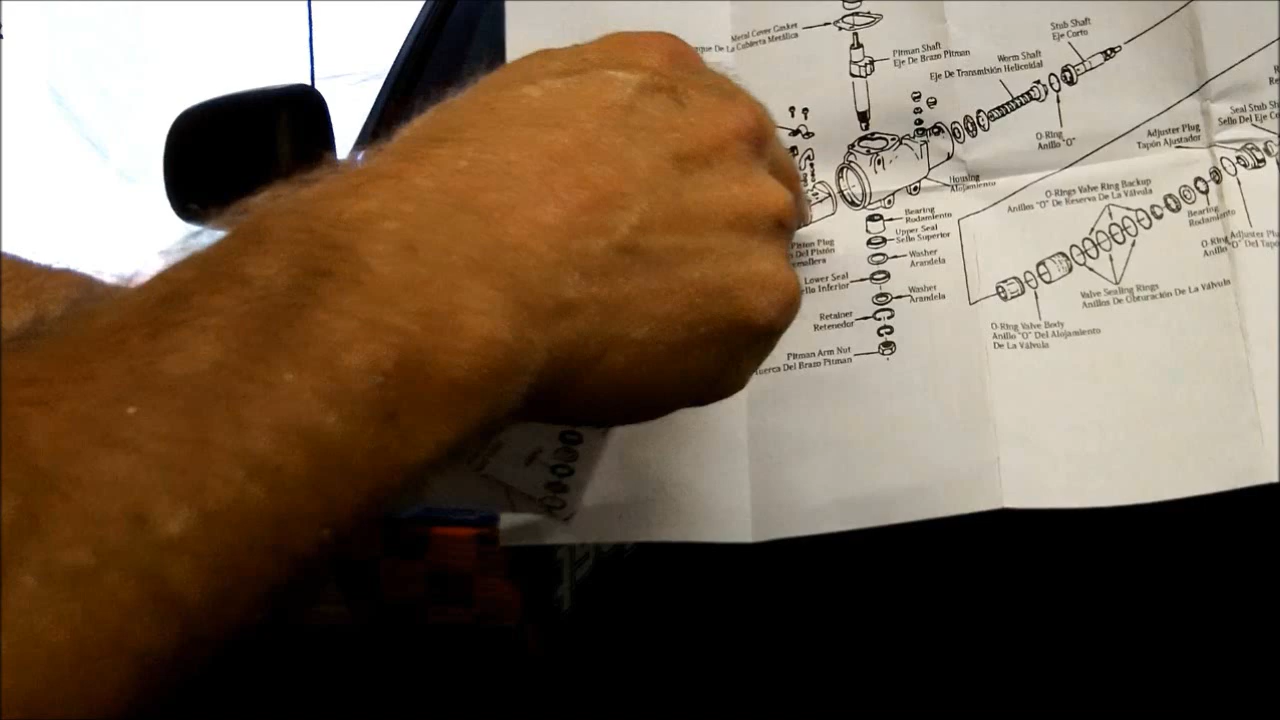 Metal Cover Gasket
De La Cubierta Metálica
Pitman Shaft
Eje De Brazo Pitman
Stub Shaft
Eje Corto
Worm Shaft
Eje De Transmisión Helicoidal
O-Ring
Anillo "O"
Housing
Alojamiento
Adjuster Plug
Tapón Ajustador
Seal Stub
Sello Del Eje
O-Rings Valve Ring Backup
Anillos "O" De Reserva De La Válvula
Bearing
Rodamiento
Bearing
Rodamiento
Upper Seal
Sello Superior
Washer
Arandela
Piston Plug
Del Pistón
Lower Seal
Inferior
Washer
Arandela
Retainer
Retenedor
Pitman Arm Nut
Del Brazo Pitman
O-Ring Adjuster
Anillo "O" Del
Valve Sealing Rings
Anillos De Obturación De La Válvula
O-Ring Valve Body
Anillo "O" Del Alojamiento
De La Válvula